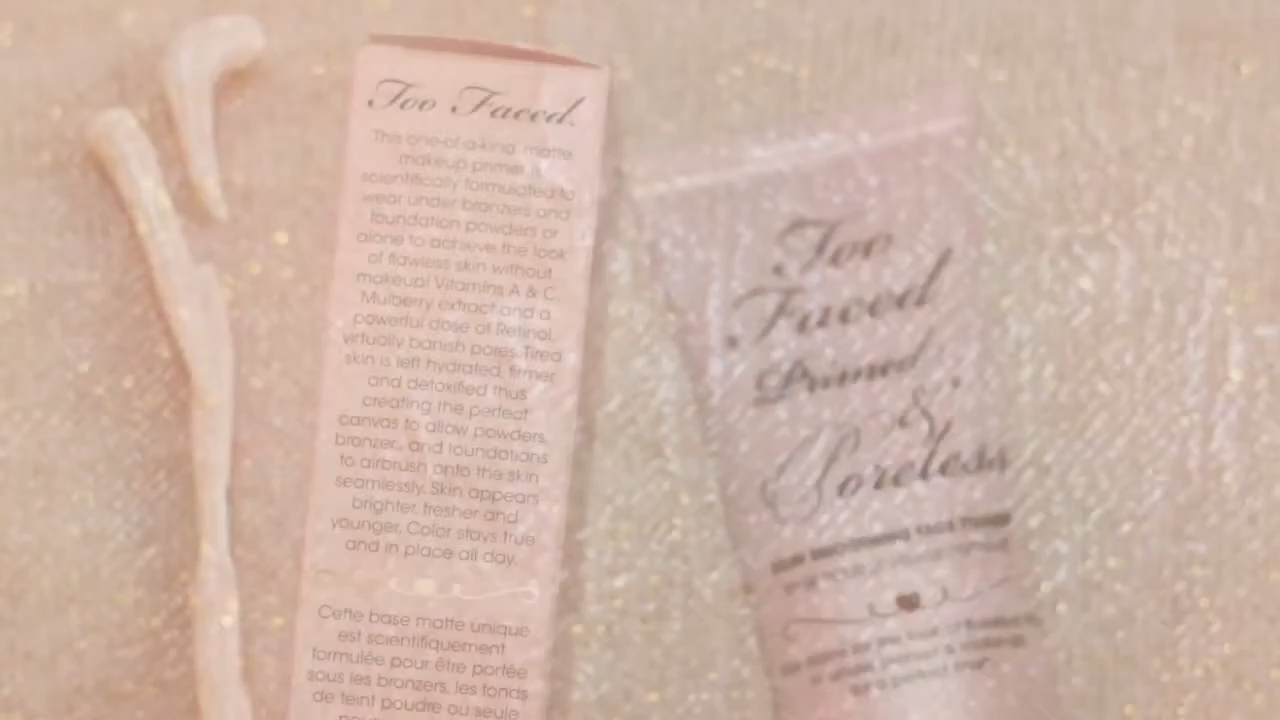 Too Faced.
This one-of-a-kind, matte
makeup primer is
scientifically formulated to
wear under bronzers and
foundation powders or
alone to achieve the look
of flawless skin without
makeup! Vitamins A & C,
Mulberry extract and a
powerful dose of Retinol,
virtually banish pores. Tired
skin is left hydrated, firmer
and detoxified thus
creating the perfect
canvas to allow powders,
bronzers, and foundations
to airbrush onto the skin
seamlessly. Skin appears
brighter, fresher and
younger. Color stays true
and in place all day.
Cette base matte unique
est scientifiquement
formulée pour être portée
sous les bronzers, les fonds
de teint poudre ou seule
Too
Faced
Primed
&
Poreless